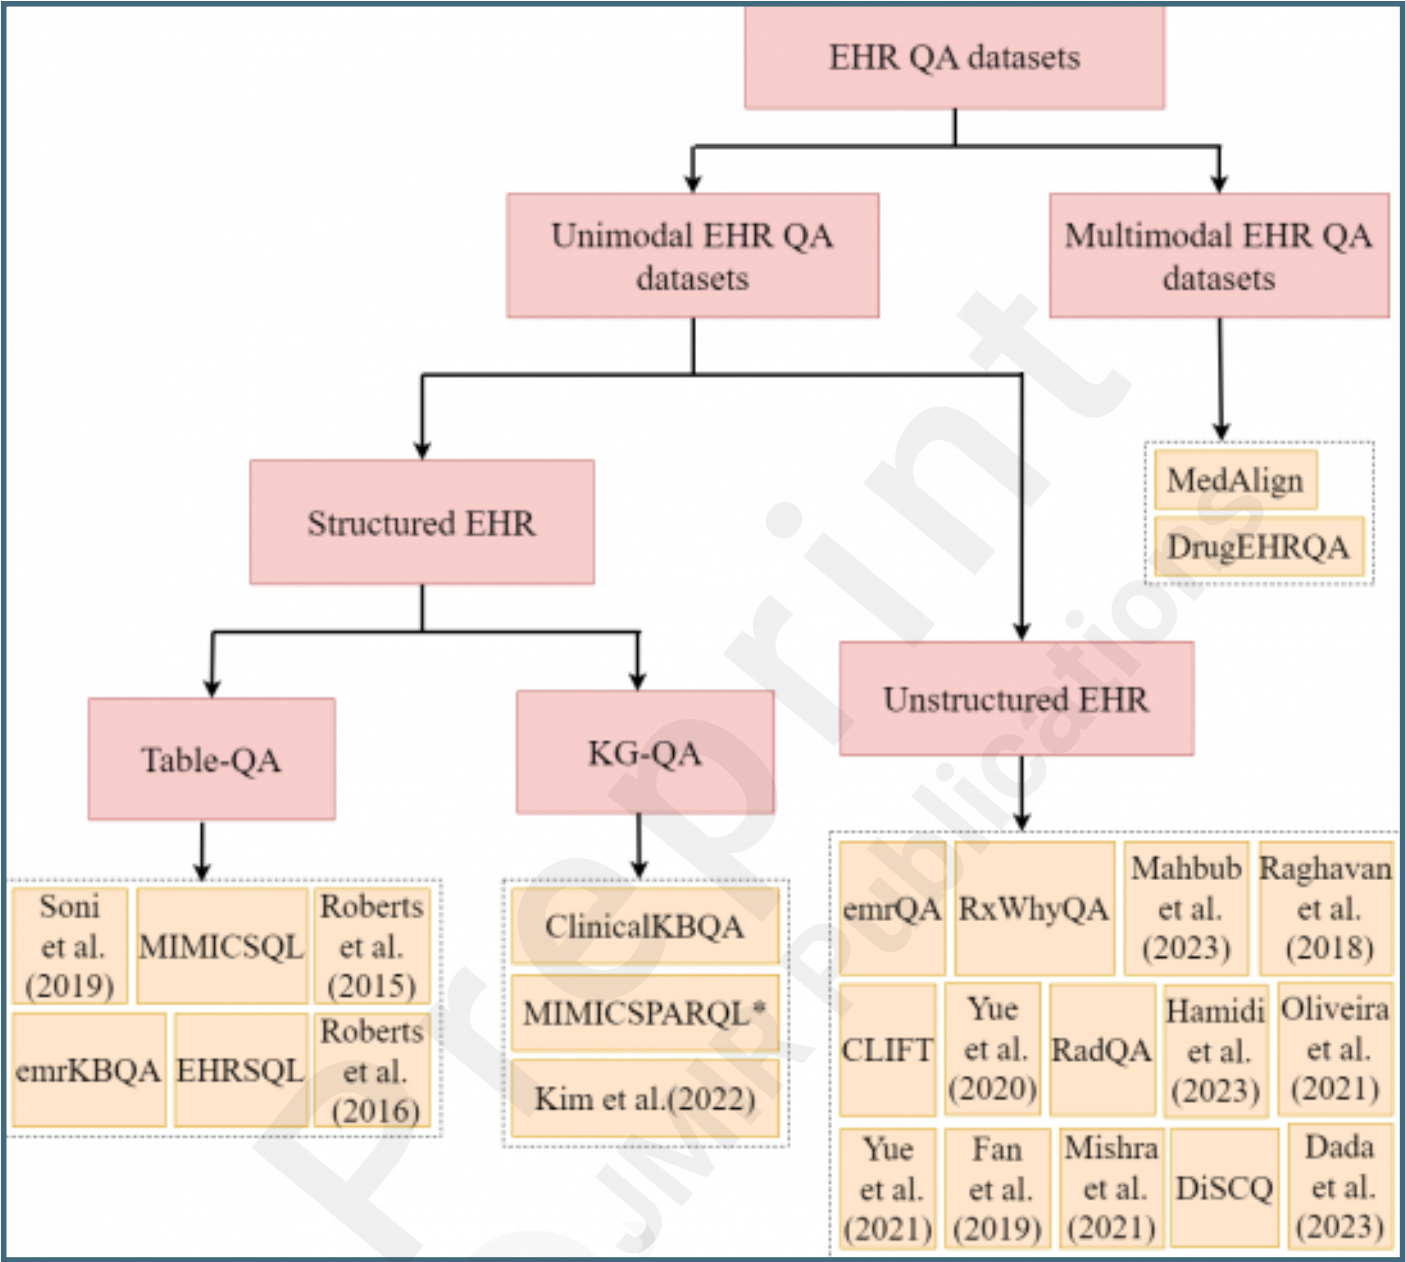 EHR QA datasets
Unimodal EHR QA
datasets
Multimodal EHR QA
datasets
Structured EHR
MedAlign
DrugEHRQA
Unstructured EHR
Table-QA
KG-QA
Soni
et al.
(2019)
MIMICSQL
Roberts
et al.
(2015)
emrKBQA
EHRSQL
Roberts
et al.
(2016)
ClinicalKBQA
MIMICSPARQL*
Kim et al.(2022)
emrQA
RxWhyQA
Mahbub
et al.
(2023)
Raghavan
et al.
(2018)
CLIFT
Yue
et al.
(2020)
RadQA
Hamidi
et al.
(2023)
Oliveira
et al.
(2021)
Yue
et al.
(2021)
Fan
et al.
(2019)
Mishra
et al.
(2021)
DiSCQ
Dada
et al.
(2023)
Preprint
JMIR Publications